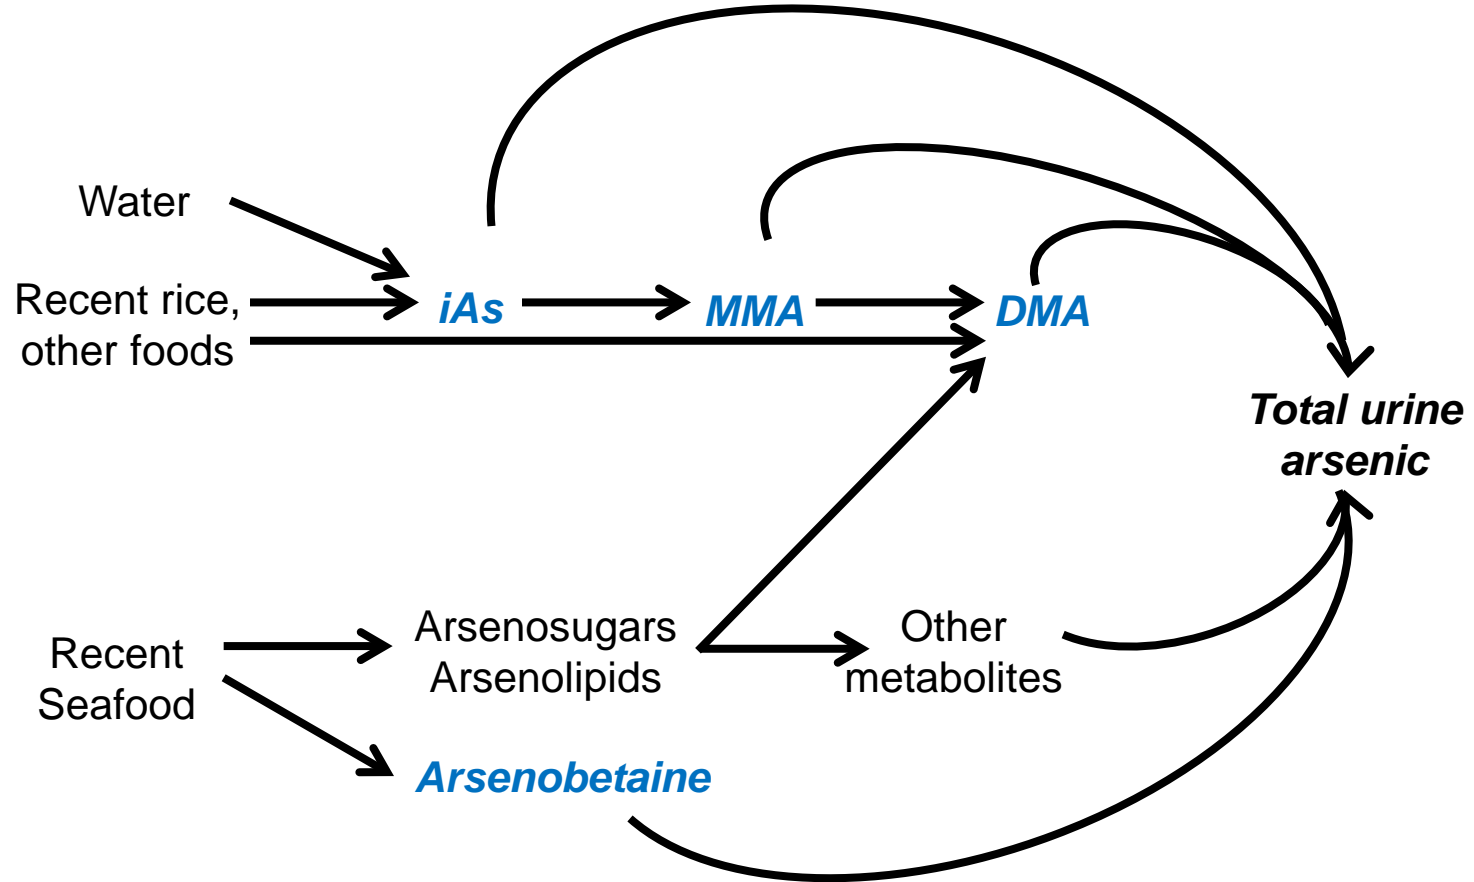 Water
Recent rice,
other foods
iAs
MMA
DMA
Total urine
arsenic
Recent
Seafood
Arsenosugars
Arsenolipids
Other
metabolites
Arsenobetaine